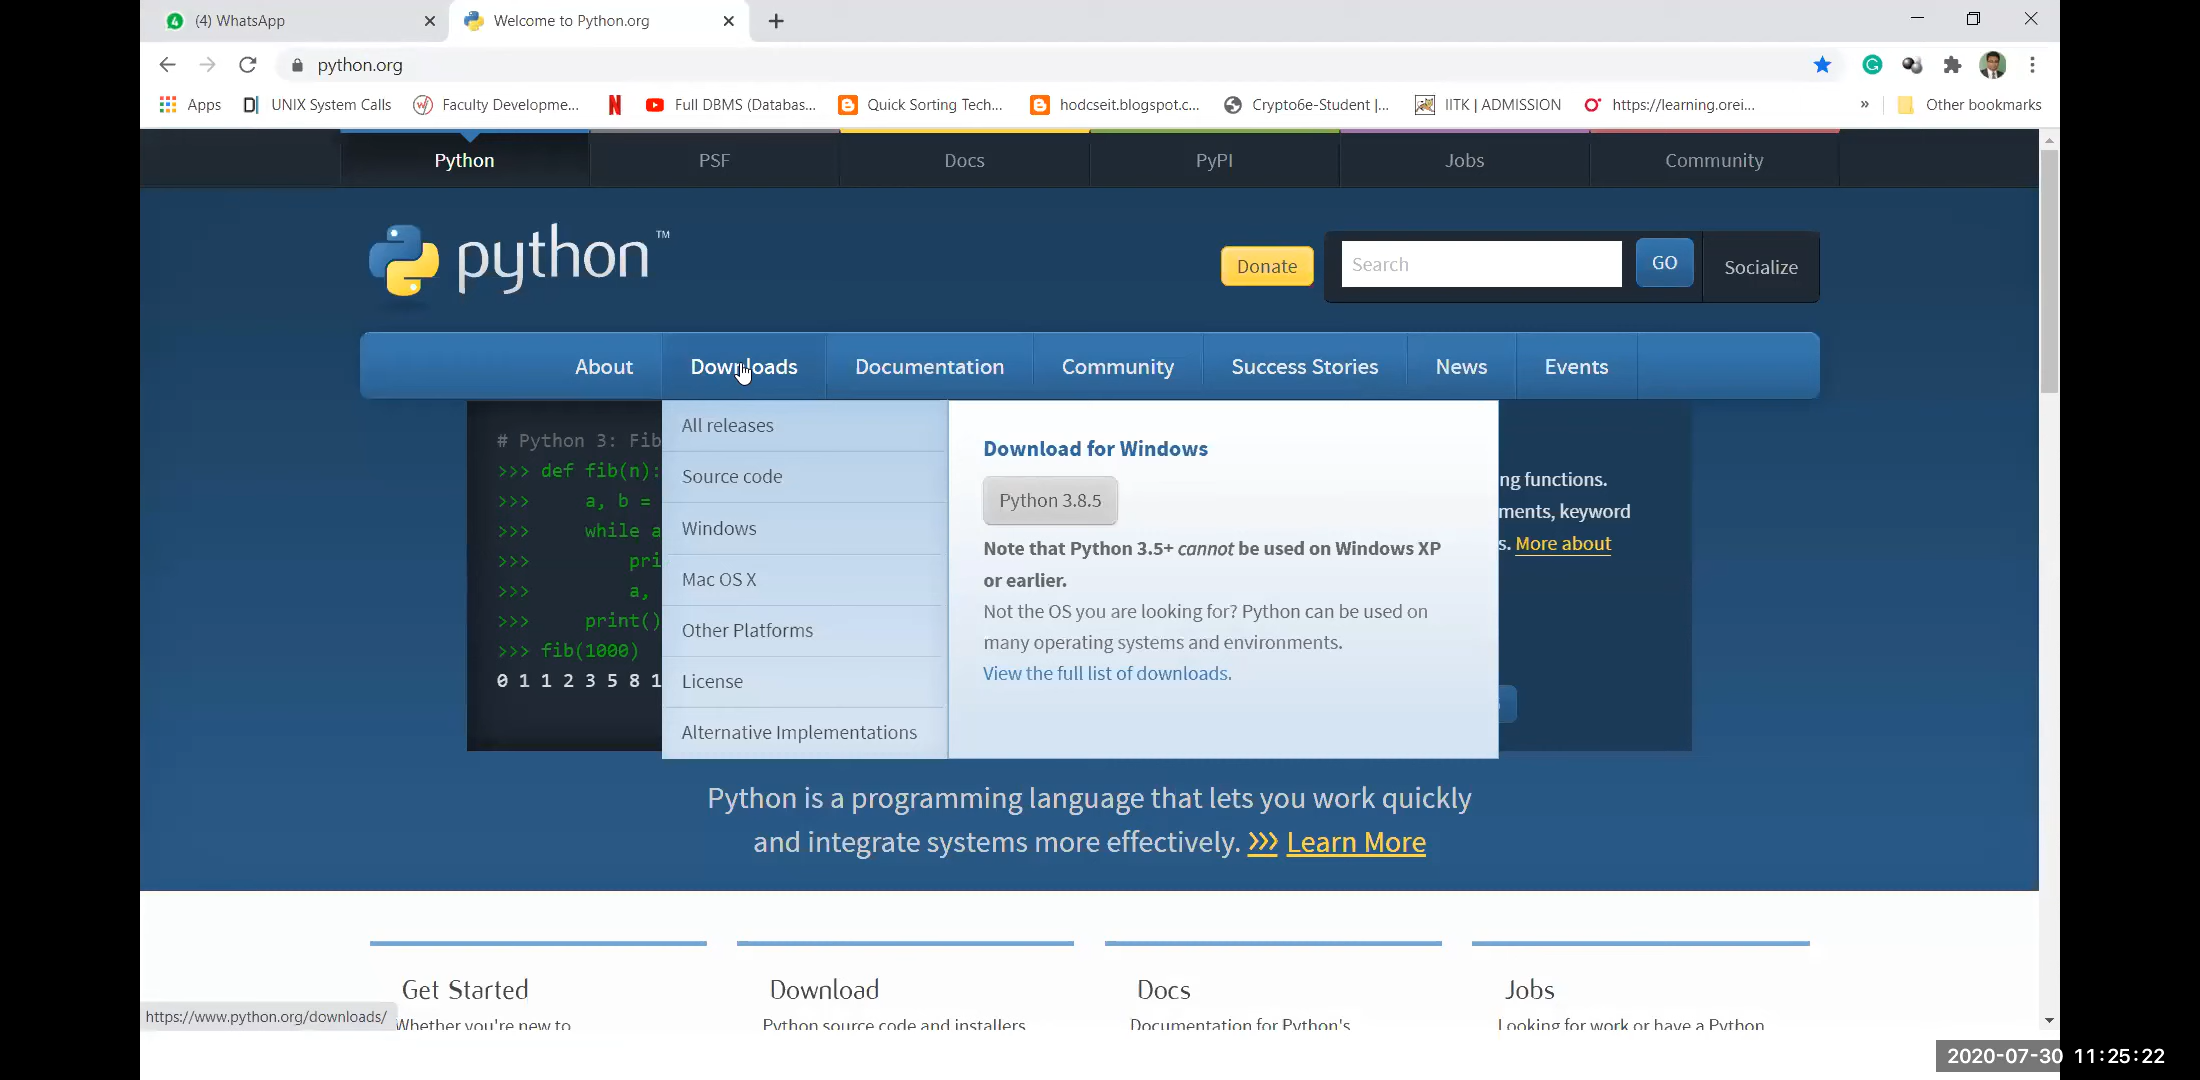 (4) WhatsApp
Welcome to Python.org
python.org
Apps
UNIX System Calls
Faculty Developme...
Full DBMS (Databas...
Quick Sorting Tech...
hodcseit.blogspot.c...
Crypto6e-Student |...
IITK | ADMISSION
https://learning.orei...
»
Other bookmarks
Python
PSF
Docs
PyPI
Jobs
Community
python™
Donate
Search
GO
Socialize
About
Downloads
Documentation
Community
Success Stories
News
Events
# Python 3: Fib
>>> def fib(n):
>>> a, b =
>>> while a
>>> pri
>>> a,
>>> print()
>>> fib(1000)
0 1 1 2 3 5 8 1
All releases
Source code
Windows
Mac OS X
Other Platforms
License
Alternative Implementations
Download for Windows
Python 3.8.5
Note that Python 3.5+ cannot be used on Windows XP
or earlier.
Not the OS you are looking for? Python can be used on
many operating systems and environments.
View the full list of downloads.
ng functions.
ments, keyword
s. More about
Python is a programming language that lets you work quickly
and integrate systems more effectively. >>> Learn More
Get Started
Whether you're new to
Download
Python source code and installers
Docs
Documentation for Python's
Jobs
Looking for work or have a Python
https://www.python.org/downloads/
2020-07-30 11:25:22